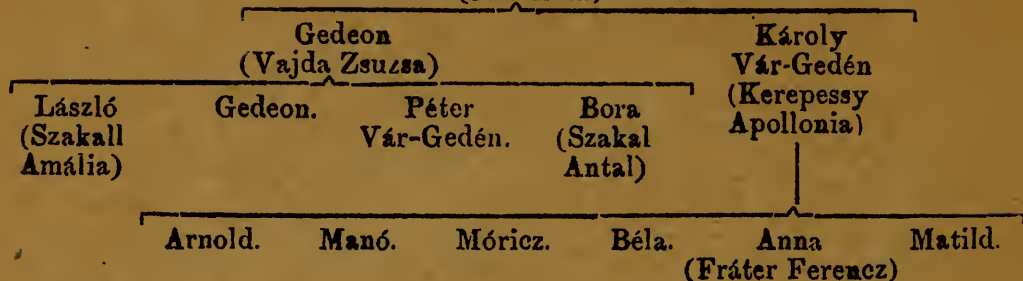 Gedeon Károly
(Vajda Zsuzsa) Vár-Gedén
László Gedeon. Péter Bora (Kerepessy
(Szakall Vár-Gedén. (Szakal Apollonia)
Amália) Antal)
Arnold. Manó. Móricz. Béla. Anna Matild.
(Fráter Ferencz)